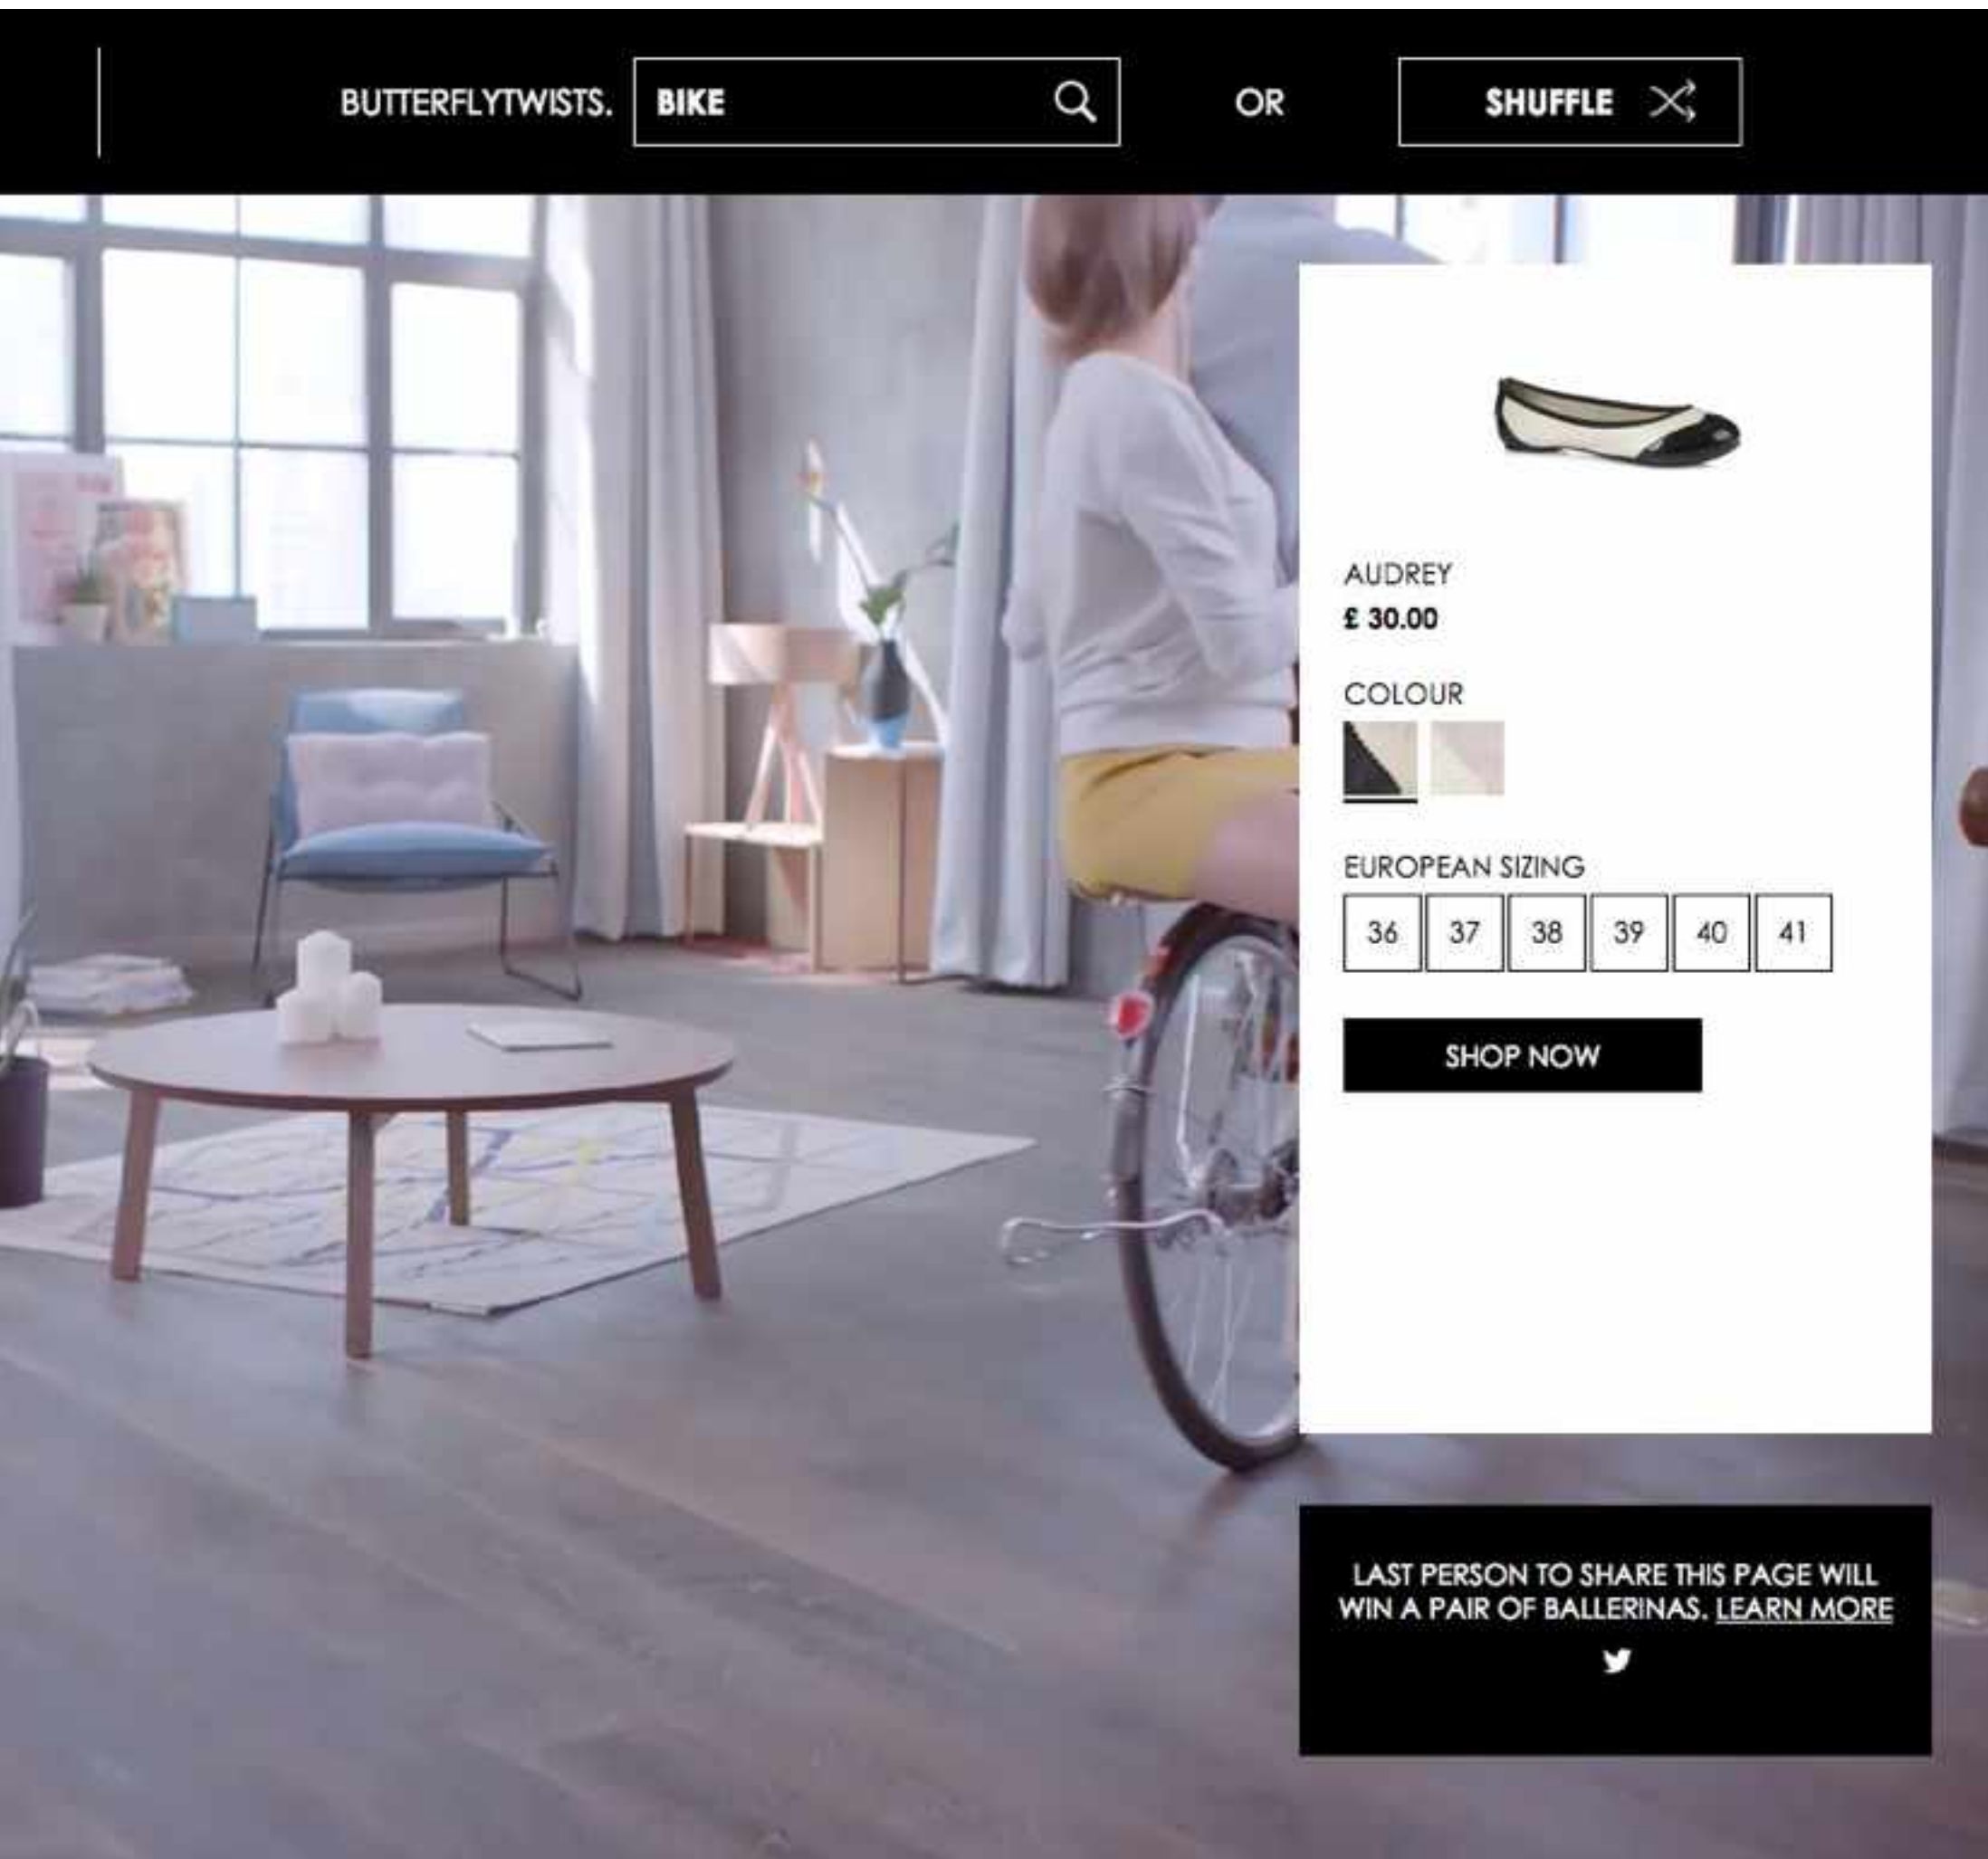 BUTTERFLYTWISTS. BIKE OR SHUFFLE
AUDREY
£ 30.00
COLOUR
EUROPEAN SIZING
36 37 38 39 40 41
SHOP NOW
LAST PERSON TO SHARE THIS PAGE WILL
WIN A PAIR OF BALLERINAS. LEARN MORE